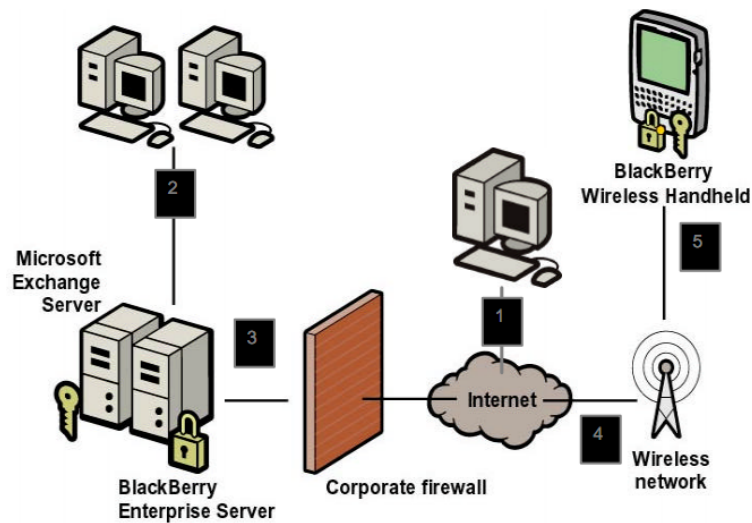 2
BlackBerry
Wireless Handheld
5
Microsoft
Exchange
Server
3
1
Internet
4
BlackBerry
Enterprise Server
Corporate firewall
Wireless
network